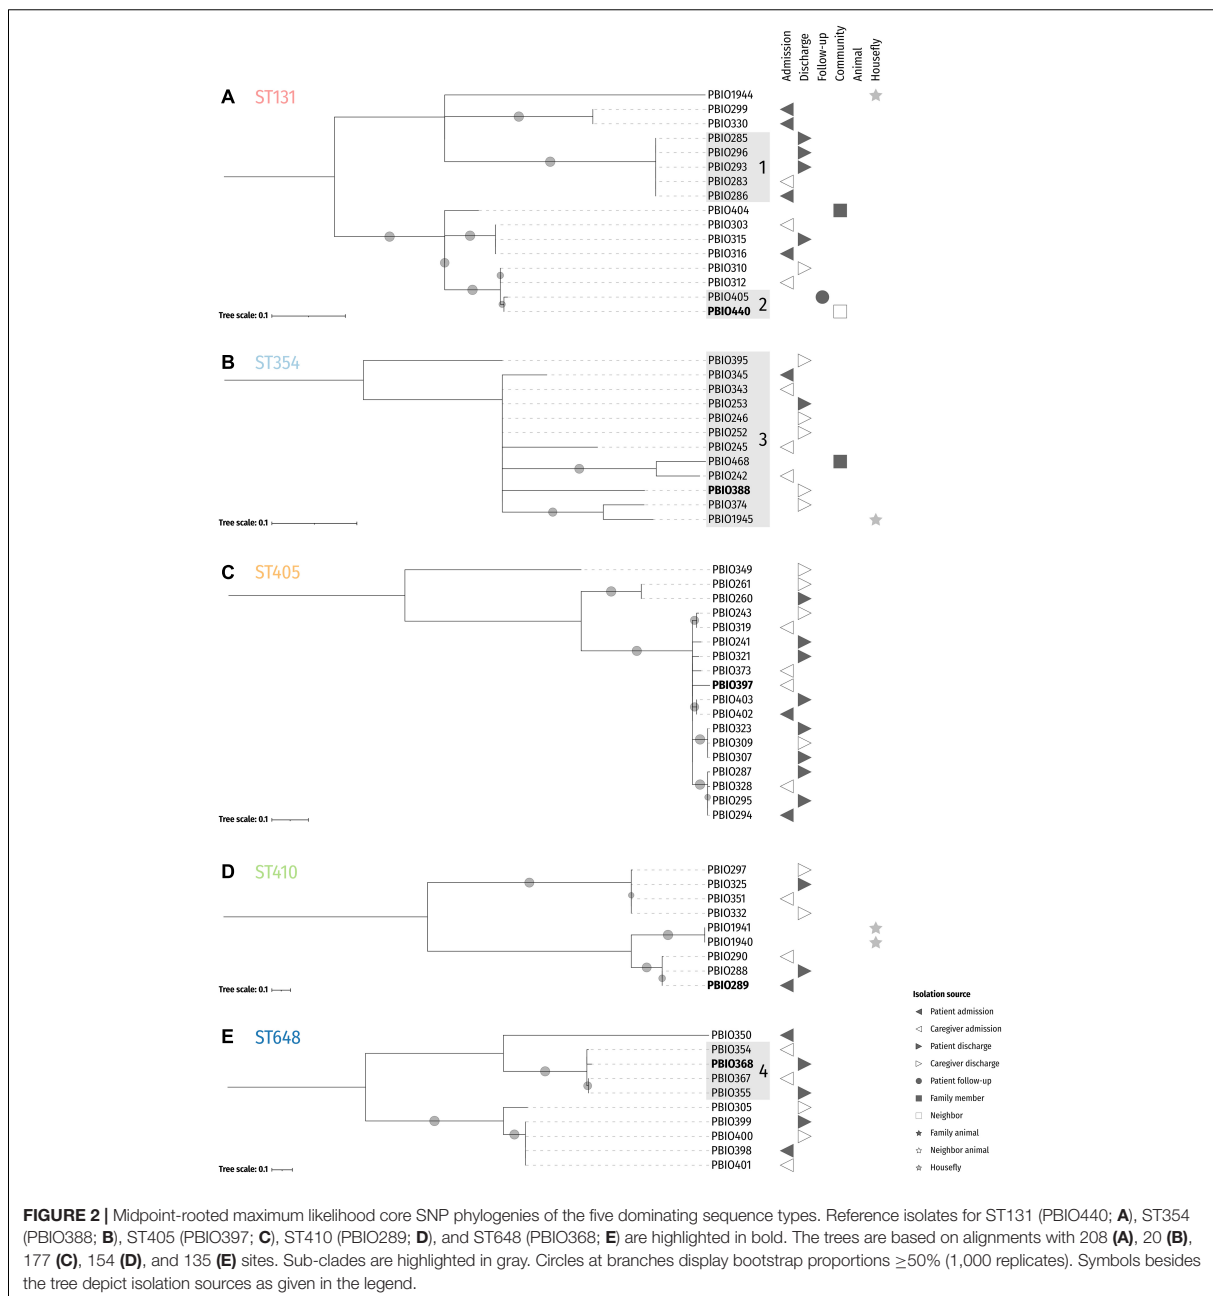 Admission
Discharge
Follow-up
Community
Animal
Housefly
A ST131
PBIO1944
PBIO299
PBIO330
PBIO285
PBIO296
PBIO293
PBIO283
PBIO286
1
PBIO404
PBIO303
PBIO315
PBIO316
PBIO310
PBIO312
PBIO405
PBIO440
2
Tree scale: 0.1
B ST354
PBIO395
PBIO345
PBIO343
PBIO253
PBIO246
PBIO252
PBIO245
PBIO468
PBIO242
PBIO388
PBIO374
PBIO1945
3
Tree scale: 0.1
C ST405
PBIO349
PBIO261
PBIO260
PBIO243
PBIO319
PBIO241
PBIO321
PBIO373
PBIO397
PBIO403
PBIO402
PBIO323
PBIO309
PBIO307
PBIO287
PBIO328
PBIO295
PBIO294
Tree scale: 0.1
D ST410
PBIO297
PBIO325
PBIO351
PBIO332
PBIO1941
PBIO1940
PBIO290
PBIO288
PBIO289
Tree scale: 0.1
E ST648
PBIO350
PBIO354
PBIO368
PBIO367
PBIO355
4
PBIO305
PBIO399
PBIO400
PBIO398
PBIO401
Tree scale: 0.1
Isolation source
Patient admission
Caregiver admission
Patient discharge
Caregiver discharge
Patient follow-up
Family member
Neighbor
Family animal
Neighbor animal
Housefly
FIGURE 2 | Midpoint-rooted maximum likelihood core SNP phylogenies of the five dominating sequence types. Reference isolates for ST131 (PBIO440; A), ST354
(PBIO388; B), ST405 (PBIO397; C), ST410 (PBIO289; D), and ST648 (PBIO368; E) are highlighted in bold. The trees are based on alignments with 208 (A), 20 (B),
177 (C), 154 (D), and 135 (E) sites. Sub-clades are highlighted in gray. Circles at branches display bootstrap proportions ≥50% (1,000 replicates). Symbols besides
the tree depict isolation sources as given in the legend.